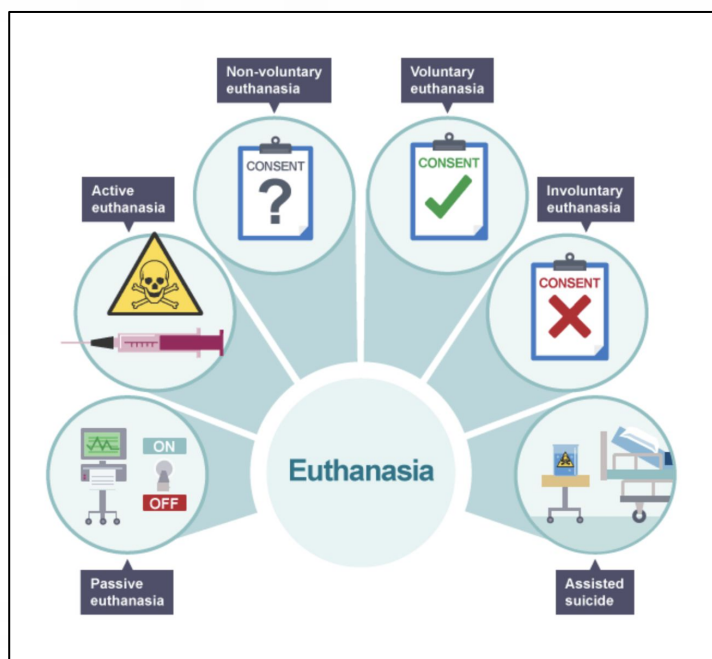 Non-voluntary
euthanasia
Voluntary
euthanasia
CONSENT
?
CONSENT
Active
euthanasia
Involuntary
euthanasia
CONSENT
Euthanasia
ON
OFF
Passive
euthanasia
Assisted
suicide